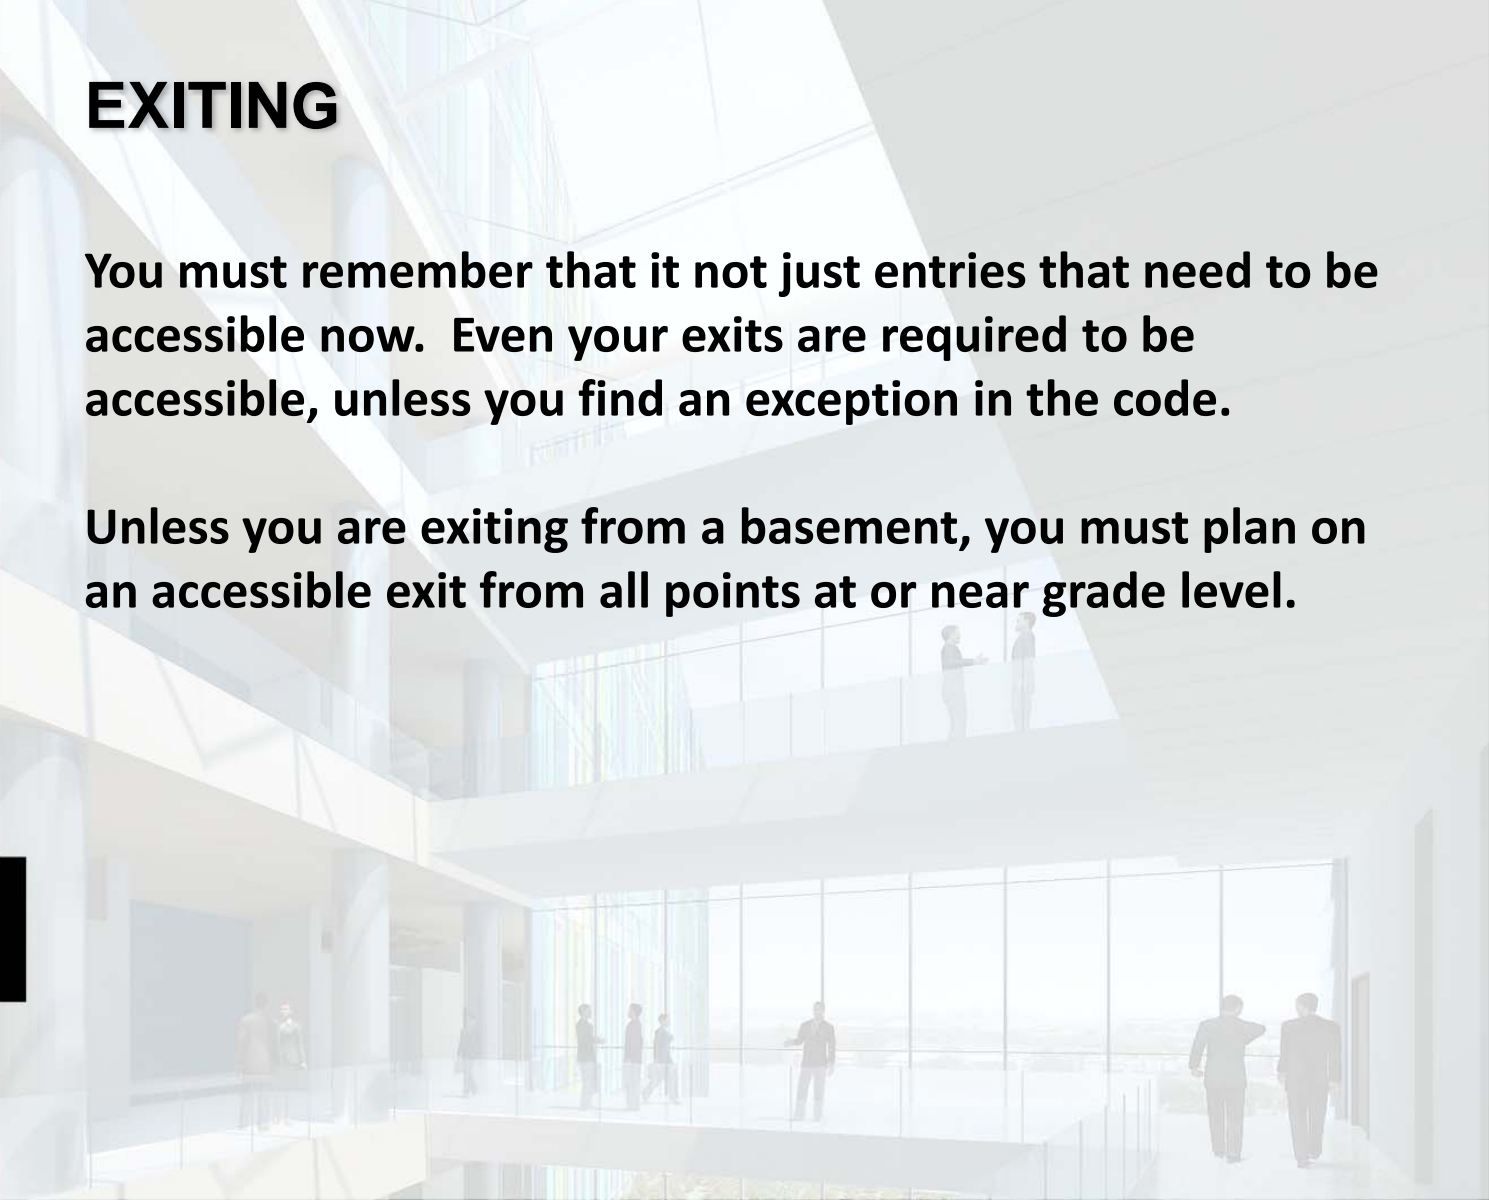 EXITING
You must remember that it not just entries that need to be
accessible now.  Even your exits are required to be
accessible, unless you find an exception in the code.
Unless you are exiting from a basement, you must plan on
an accessible exit from all points at or near grade level.